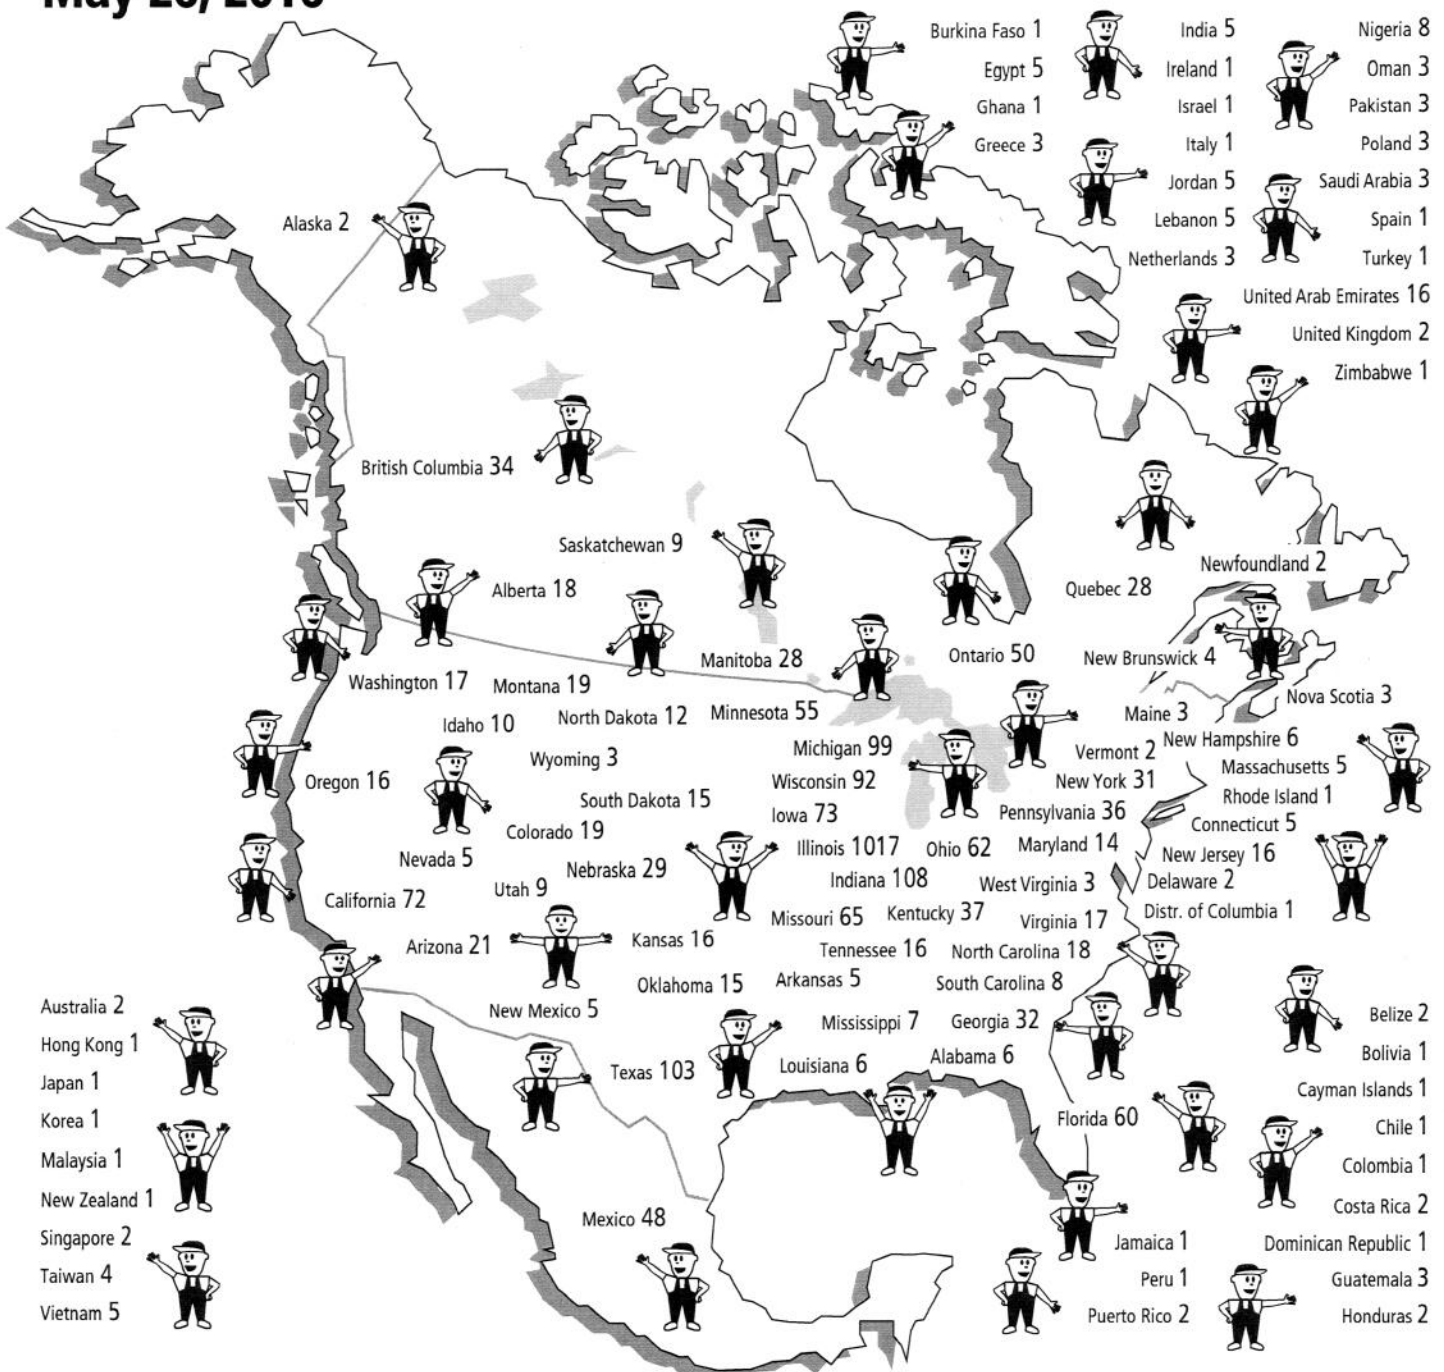 Burkina Faso 1
Egypt 5
Ghana 1
Greece 3
India 5
Ireland 1
Israel 1
Italy 1
Jordan 5
Lebanon 5
Netherlands 3
Nigeria 8
Oman 3
Pakistan 3
Poland 3
Saudi Arabia 3
Spain 1
Turkey 1
United Arab Emirates 16
United Kingdom 2
Zimbabwe 1
Alaska 2
British Columbia 34
Saskatchewan 9
Alberta 18
Manitoba 28
Ontario 50
Quebec 28
Newfoundland 2
New Brunswick 4
Nova Scotia 3
Washington 17
Montana 19
Idaho 10
North Dakota 12
Minnesota 55
Wyoming 3
Michigan 99
Wisconsin 92
Oregon 16
South Dakota 15
Iowa 73
Maine 3
Vermont 2
New Hampshire 6
Massachusetts 5
New York 31
Rhode Island 1
Pennsylvania 36
Connecticut 5
Colorado 19
Nevada 5
Nebraska 29
Illinois 1017
Ohio 62
Maryland 14
New Jersey 16
Utah 9
Indiana 108
West Virginia 3
Delaware 2
California 72
Missouri 65
Kentucky 37
Virginia 17
Distr. of Columbia 1
Arizona 21
Kansas 16
Tennessee 16
North Carolina 18
Oklahoma 15
Arkansas 5
South Carolina 8
New Mexico 5
Mississippi 7
Georgia 32
Texas 103
Louisiana 6
Alabama 6
Florida 60
Mexico 48
Australia 2
Hong Kong 1
Japan 1
Korea 1
Malaysia 1
New Zealand 1
Singapore 2
Taiwan 4
Vietnam 5
Belize 2
Bolivia 1
Cayman Islands 1
Chile 1
Colombia 1
Costa Rica 2
Dominican Republic 1
Guatemala 3
Honduras 2
Jamaica 1
Peru 1
Puerto Rico 2